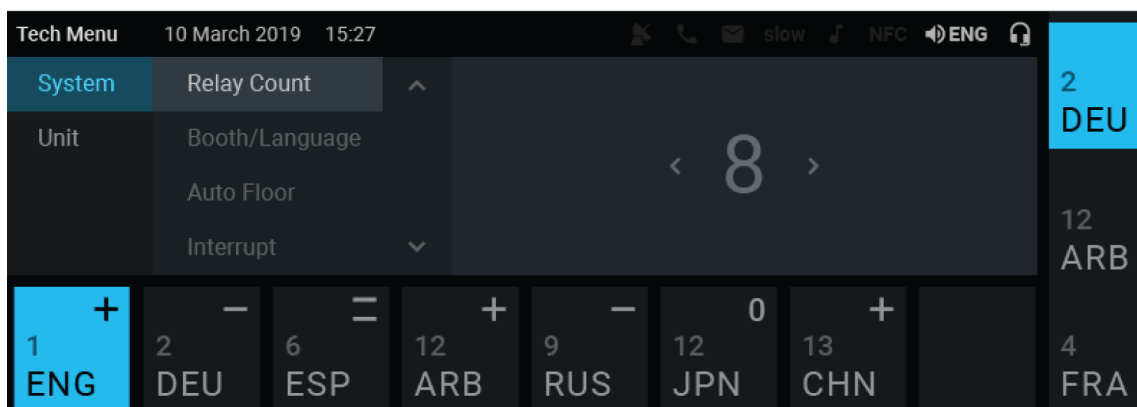 Tech Menu 10 March 2019 15:27 slow NFC ENG
System Relay Count
Unit Booth/Language
Auto Floor
Interrupt
8
2
DEU
12
ARB
4
FRA
+ − = + − 0 +
1 2 6 12 9 12 13
ENG DEU ESP ARB RUS JPN CHN